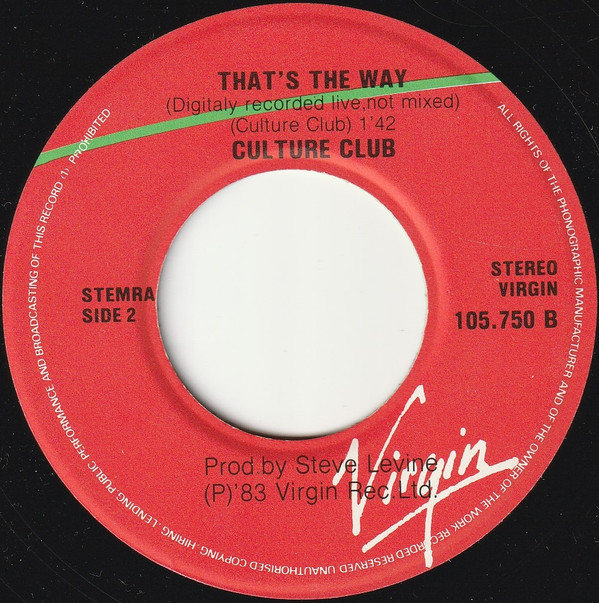 THAT'S THE WAY
(Digitaly recorded live,not mixed)
(Culture Club) 1'42
CULTURE CLUB
STEMRA
SIDE 2
STEREO
VIRGIN
105.750 B
Prod.by Steve Levine
(P)'83 Virgin Rec.Ltd.
Virgin
ALL RIGHTS OF THE PHONOGRAPHIC MANUFACTURER AND OF THE OWNER OF THE WORK RECORDED RESERVED UNAUTHORISED COPYING·HIRING·LENDING·PUBLIC PERFORMANCE AND BROADCASTING OF THIS RECORD (1) PROHIBITED